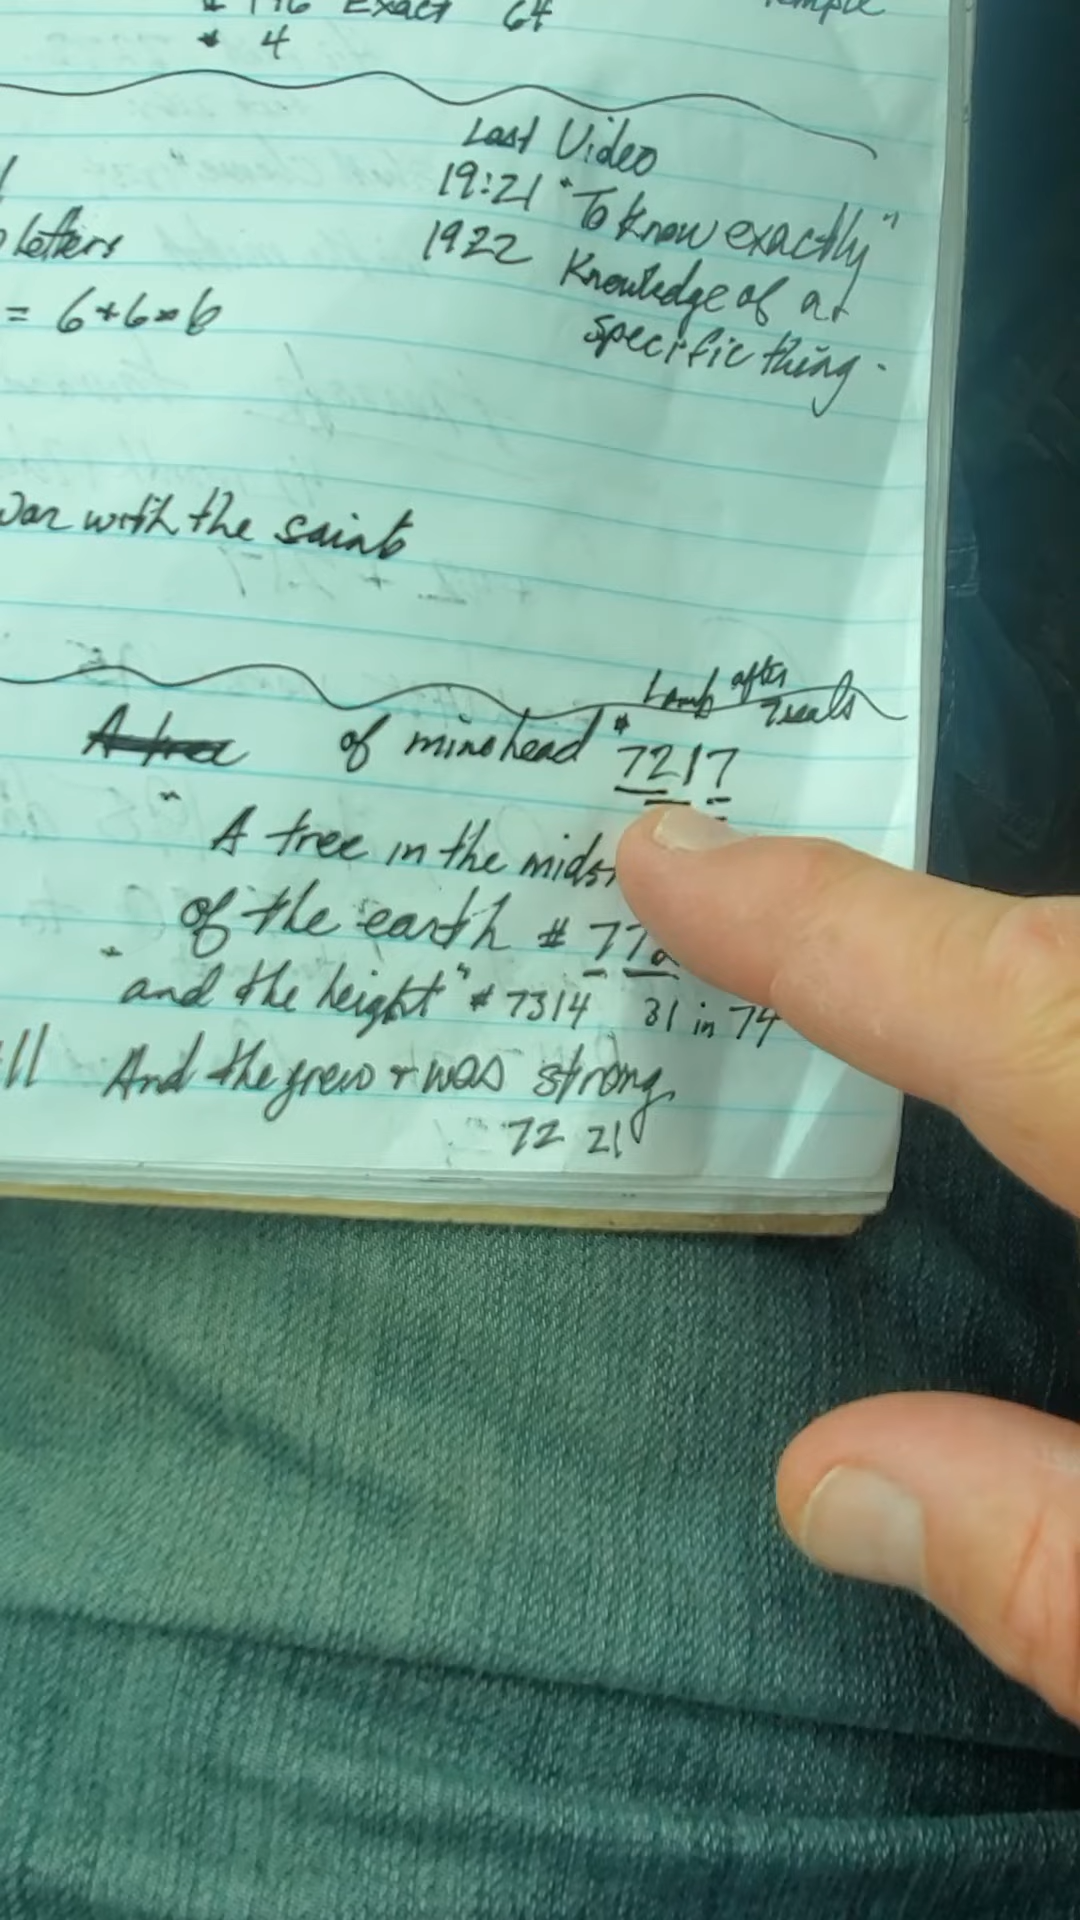 196 Exact 64
* 4
Last Video
19:21 "To know exactly"
letters
1922 Knowledge of a
= 6+6=6
specific thing.
War with the saints
Lamb after
7 seals
of mine head #7217
"A tree in the mids
of the earth # 77
and the height" # 7314 31 in 74
And the grew + was strong
72 21